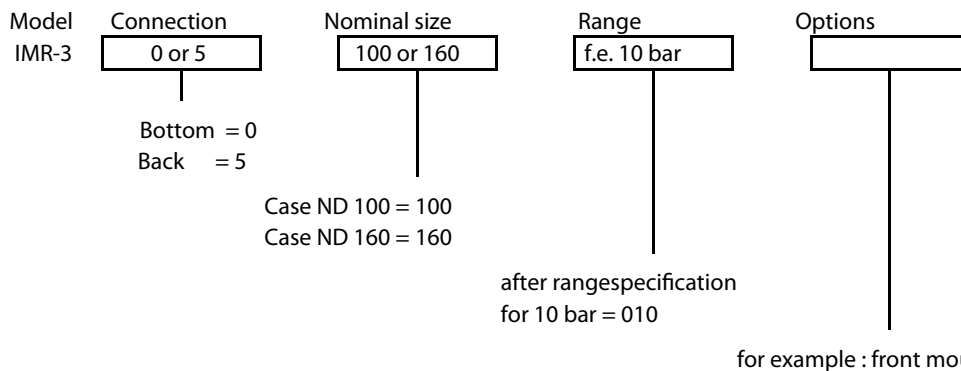 Model Connection Nominal size Range Options
IMR-3 0 or 5 100 or 160 f.e. 10 bar
Bottom = 0
Back = 5
Case ND 100 = 100
Case ND 160 = 160
after rangespecification
for 10 bar = 010
for example : front